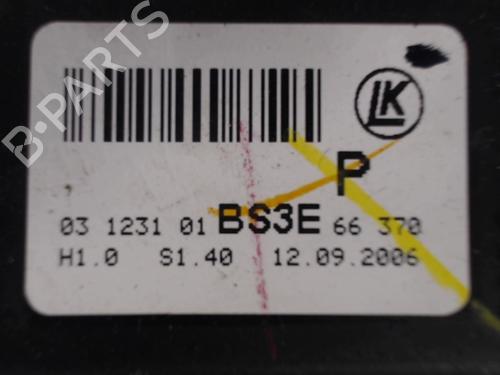 B-PARTS
LK
P
03 1231 01 BS3E 66 370
H1.0 S1.40 12.09.2006